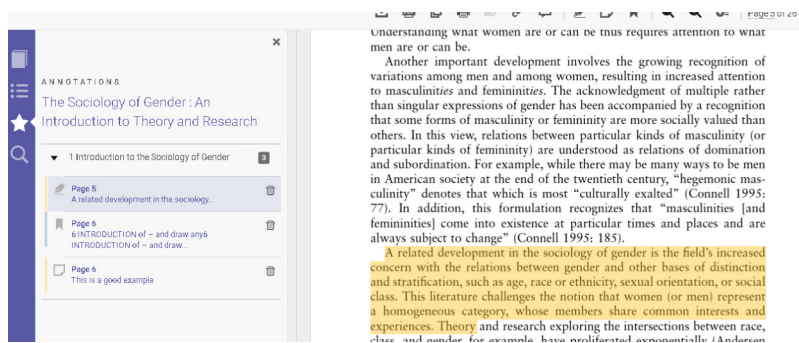 Page 5 of 26
ANNOTATIONS
The Sociology of Gender : An
Introduction to Theory and Research
1 Introduction to the Sociology of Gender 3
Page 5
A related development in the sociology...
Page 6
6 INTRODUCTION of – and draw any6
INTRODUCTION of – and draw...
Page 6
This is a good example
Understanding what women are or can be thus requires attention to what
men are or can be.
Another important development involves the growing recognition of
variations among men and among women, resulting in increased attention
to masculinities and femininities. The acknowledgment of multiple rather
than singular expressions of gender has been accompanied by a recognition
that some forms of masculinity or femininity are more socially valued than
others. In this view, relations between particular kinds of masculinity (or
particular kinds of femininity) are understood as relations of domination
and subordination. For example, while there may be many ways to be men
in American society at the end of the twentieth century, “hegemonic mas-
culinity” denotes that which is most “culturally exalted” (Connell 1995:
77). In addition, this formulation recognizes that “masculinities [and
femininities] come into existence at particular times and places and are
always subject to change” (Connell 1995: 185).
A related development in the sociology of gender is the field’s increased
concern with the relations between gender and other bases of distinction
and stratification, such as age, race or ethnicity, sexual orientation, or social
class. This literature challenges the notion that women (or men) represent
a homogeneous category, whose members share common interests and
experiences. Theory and research exploring the intersections between race,
class, and gender, for example, have proliferated exponentially (Andersen